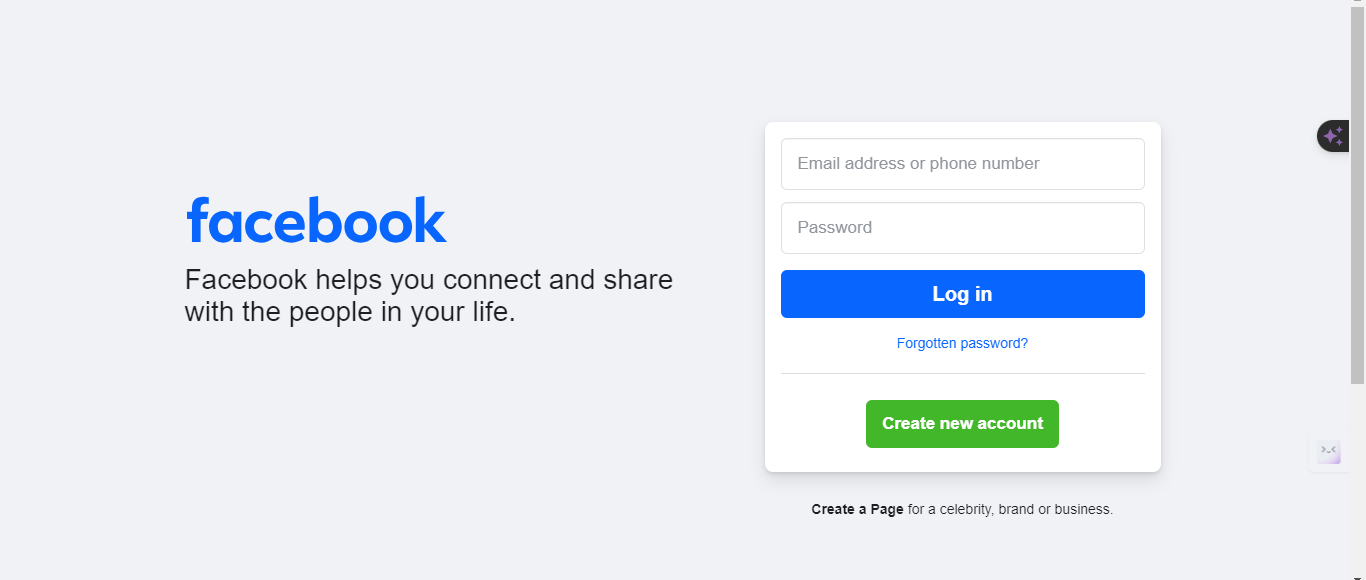 facebook
Facebook helps you connect and share
with the people in your life.
Email address or phone number
Password
Log in
Forgotten password?
Create new account
Create a Page for a celebrity, brand or business.